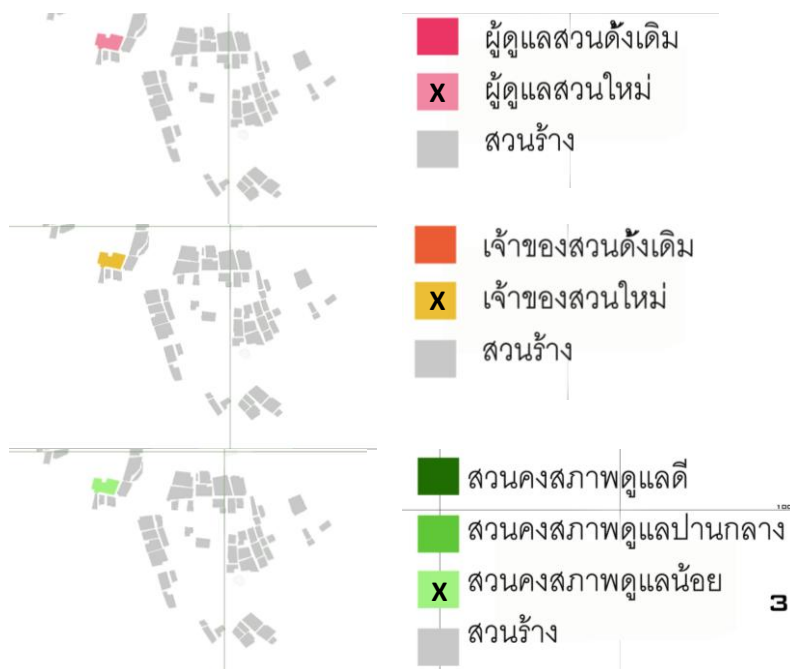 ผู้ดูแลสวนดั้งเดิม
X ผู้ดูแลสวนใหม่
สวนร้าง
เจ้าของสวนดั้งเดิม
X เจ้าของสวนใหม่
สวนร้าง
สวนคงสภาพดูแลดี
100
สวนคงสภาพดูแลปานกลาง
X สวนคงสภาพดูแลน้อย
3
สวนร้าง